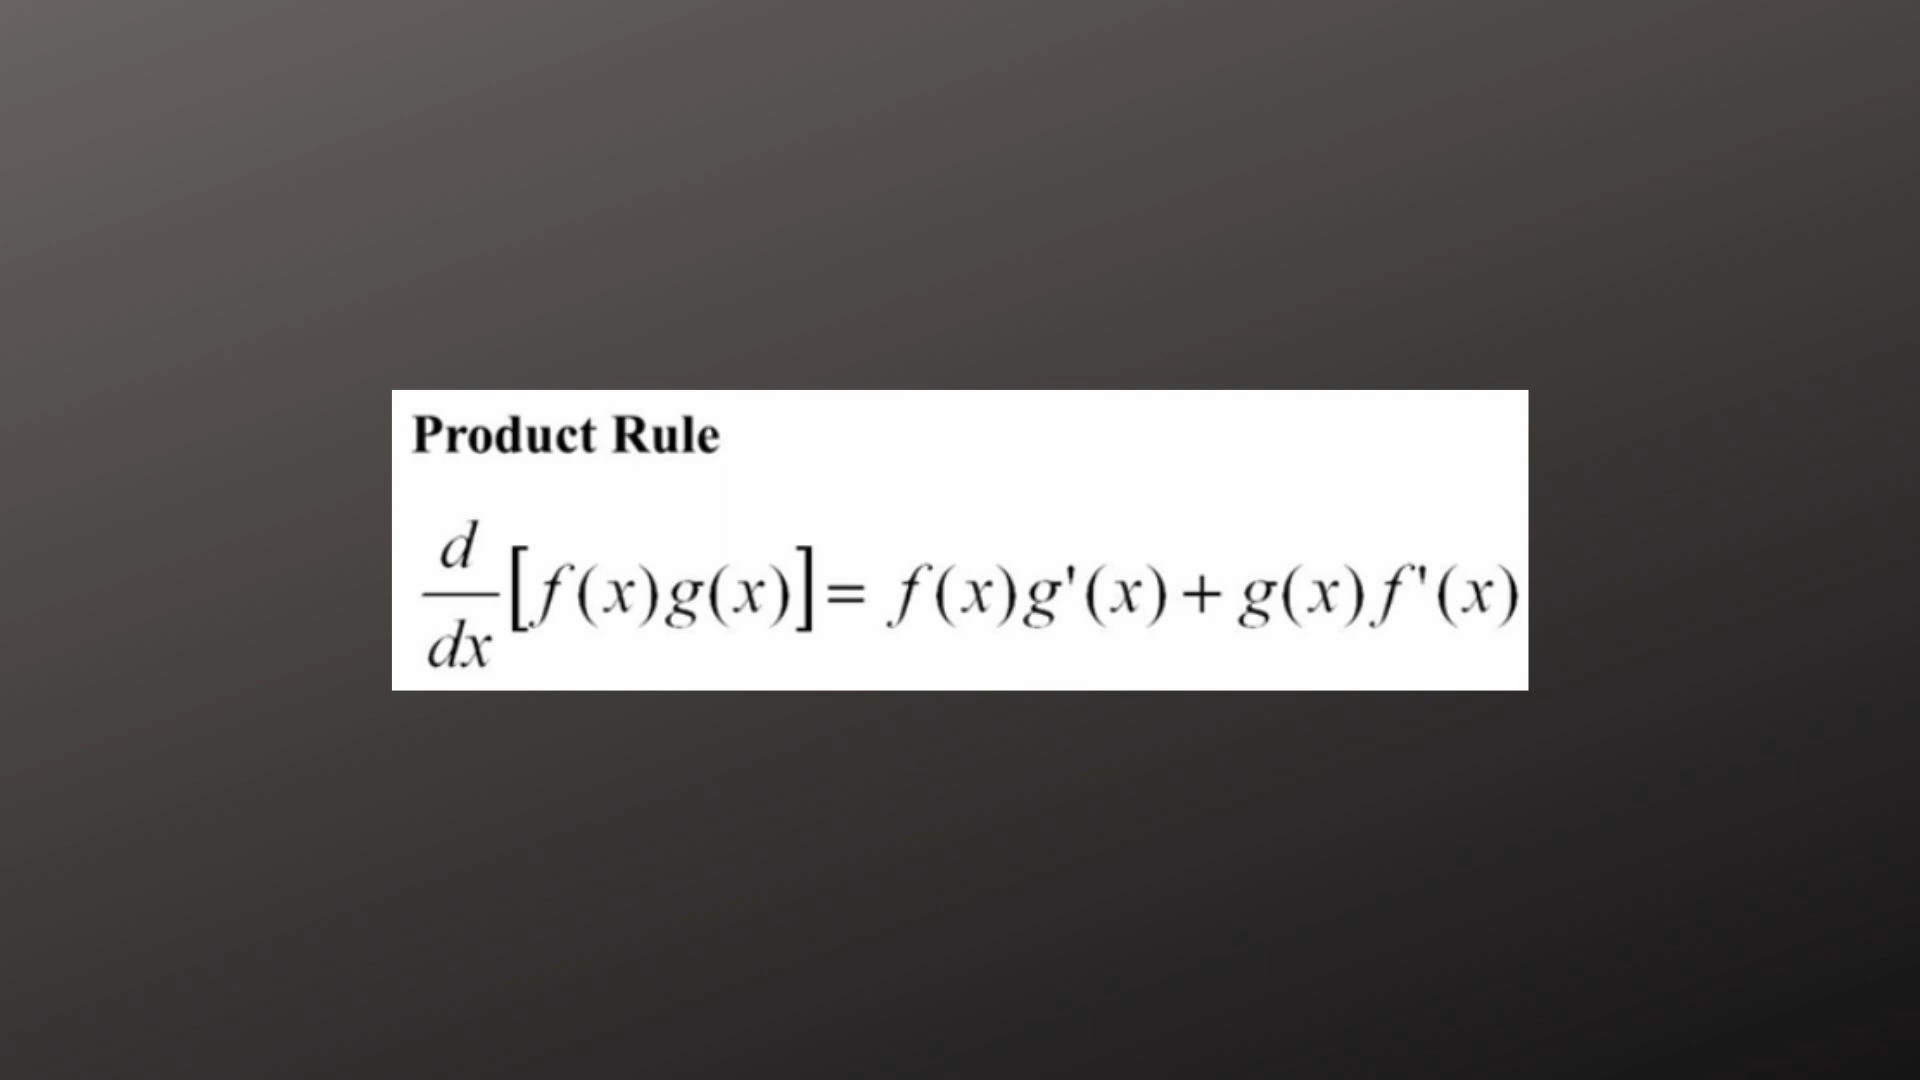 Product Rule
d/dx [f(x)g(x)] = f(x)g'(x) + g(x)f'(x)